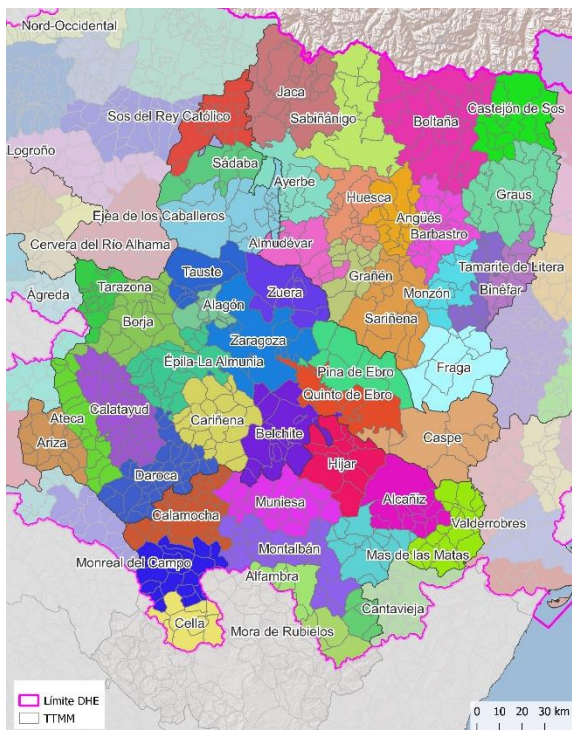 Nord-Occidental
Jaca
Sabiñánigo
Boltaña
Castejón de Sos
Sos del Rey Católico
Logroño
Sádaba
Ayerbe
Huesca
Graus
Angüés
Ejea de los Caballeros
Barbastro
Almudévar
Cervera del Río Alhama
Tamarite de Litera
Tauste
Grañén
Tarazona
Monzón
Binéfar
Ágreda
Zuera
Alagón
Sariñena
Borja
Zaragoza
Épila-La Almunia
Pina de Ebro
Fraga
Quinto de Ebro
Ateca
Calatayud
Cariñena
Ariza
Belchite
Caspe
Híjar
Daroca
Alcañiz
Muniesa
Calamocha
Valderrobres
Montalbán
Mas de las Matas
Monreal del Campo
Alfambra
Cantavieja
Cella
Mora de Rubielos
Límite DHE
TTMM
0 10 20 30 km